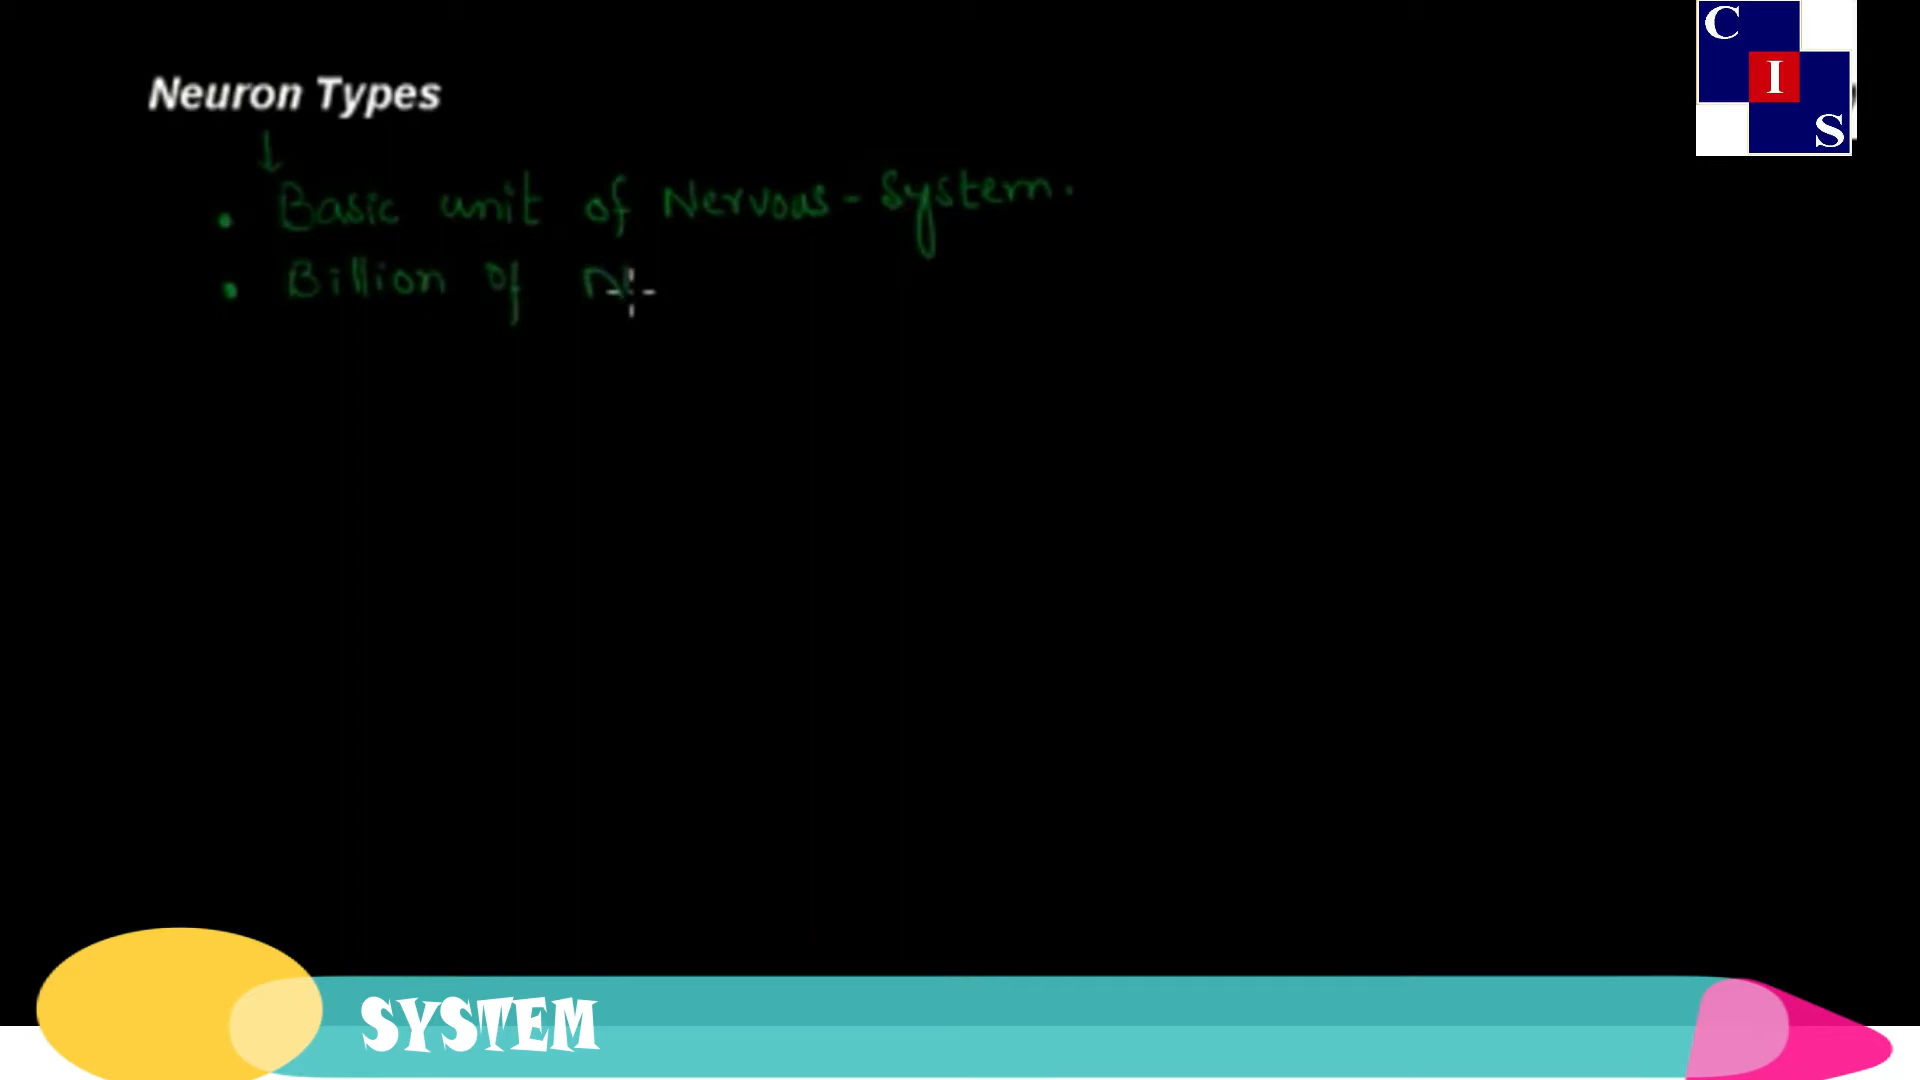 C
I
S
Neuron Types
• Basic unit of Nervous-System.
• Billion of
SYSTEM